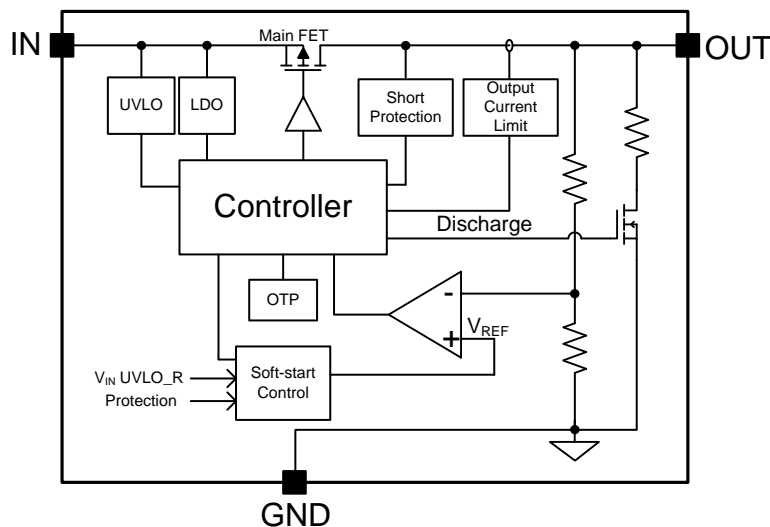 IN
Main FET
OUT
UVLO
LDO
Short
Protection
Output
Current
Limit
Controller
Discharge
OTP
-
+
VREF
VIN UVLO_R
Protection
Soft-start
Control
GND